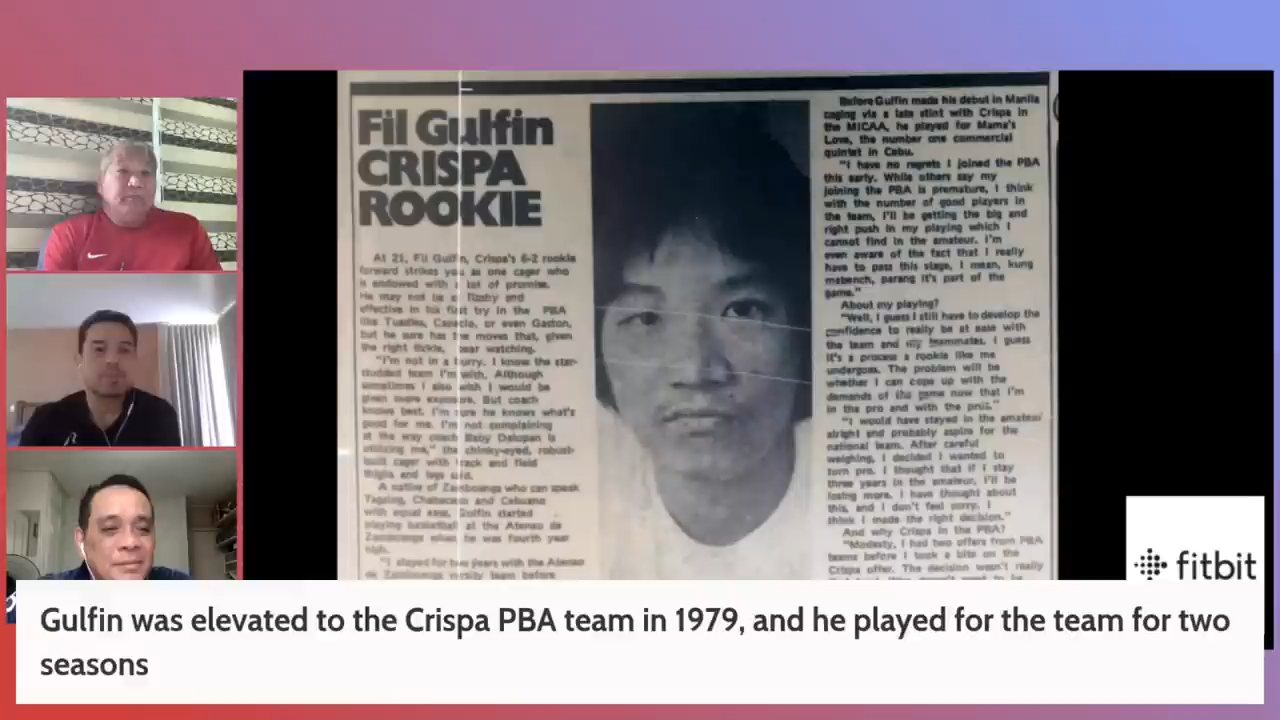 Fil Gulfin
CRISPA
ROOKIE
At 21, Fil Gulfin, Crispa's 6-2 rookie
forward strikes you as one cager who
is endowed with a lot of promise.
He may not be a flashy and
effective in his first try in the PBA
like Tuadles, Capacio, or even Gaston,
but he sure has the moves that, given
the right tickle, bear watching.
"I'm not in a hurry. I know the star-
studded team I'm with. Although
sometimes I also wish I would be
given more exposure. But coach
knows best. I'm sure he knows what's
good for me. I'm not complaining
at the way coach Baby Dalupan is
utilizing me," the chinky-eyed, robust-
built cager with track and field
thighs and legs said.
A native of Zamboanga who can speak
Tagalog, Chabacano and Cebuano
with equal ease, Gulfin started
playing basketball at the Ateneo de
Zamboanga when he was fourth year
high.
"I stayed for two years with the Ateneo
de Zamboanga varsity team before
Before Gulfin made his debut in Manila
caging via a late stint with Crispa in
the MICAA, he played for Mama's
Love, the number one commercial
quintet in Cebu.
"I have no regrets I joined the PBA
this early. While others say my
joining the PBA is premature, I think
with the number of good players in
the team, I'll be getting the big and
right push in my playing which I
cannot find in the amateur. I'm
even aware of the fact that I really
have to pass this stage, I mean, kung
mabench, parang it's part of the
game."
About my playing?
"Well, I guess I still have to develop the
confidence to really be at ease with
the team and my teammates. I guess
it's a process a rookie like me
undergoes. The problem will be
whether I can cope up with the
demands of the game now that I'm
in the pro and with the pros."
"I would have stayed in the amateur
alright and probably aspire for the
national team. After careful
weighing, I decided I wanted to
turn pro. I thought that if I stay
three years in the amateur, I'll be
losing more. I have thought about
this, and I don't feel sorry. I
think I made the right decision."
And why Crispa in the PBA?
"Modesty, I had two offers from PBA
teams before I took a bite on the
Crispa offer. The decision wasn't really
fitbit
Gulfin was elevated to the Crispa PBA team in 1979, and he played for the team for two
seasons